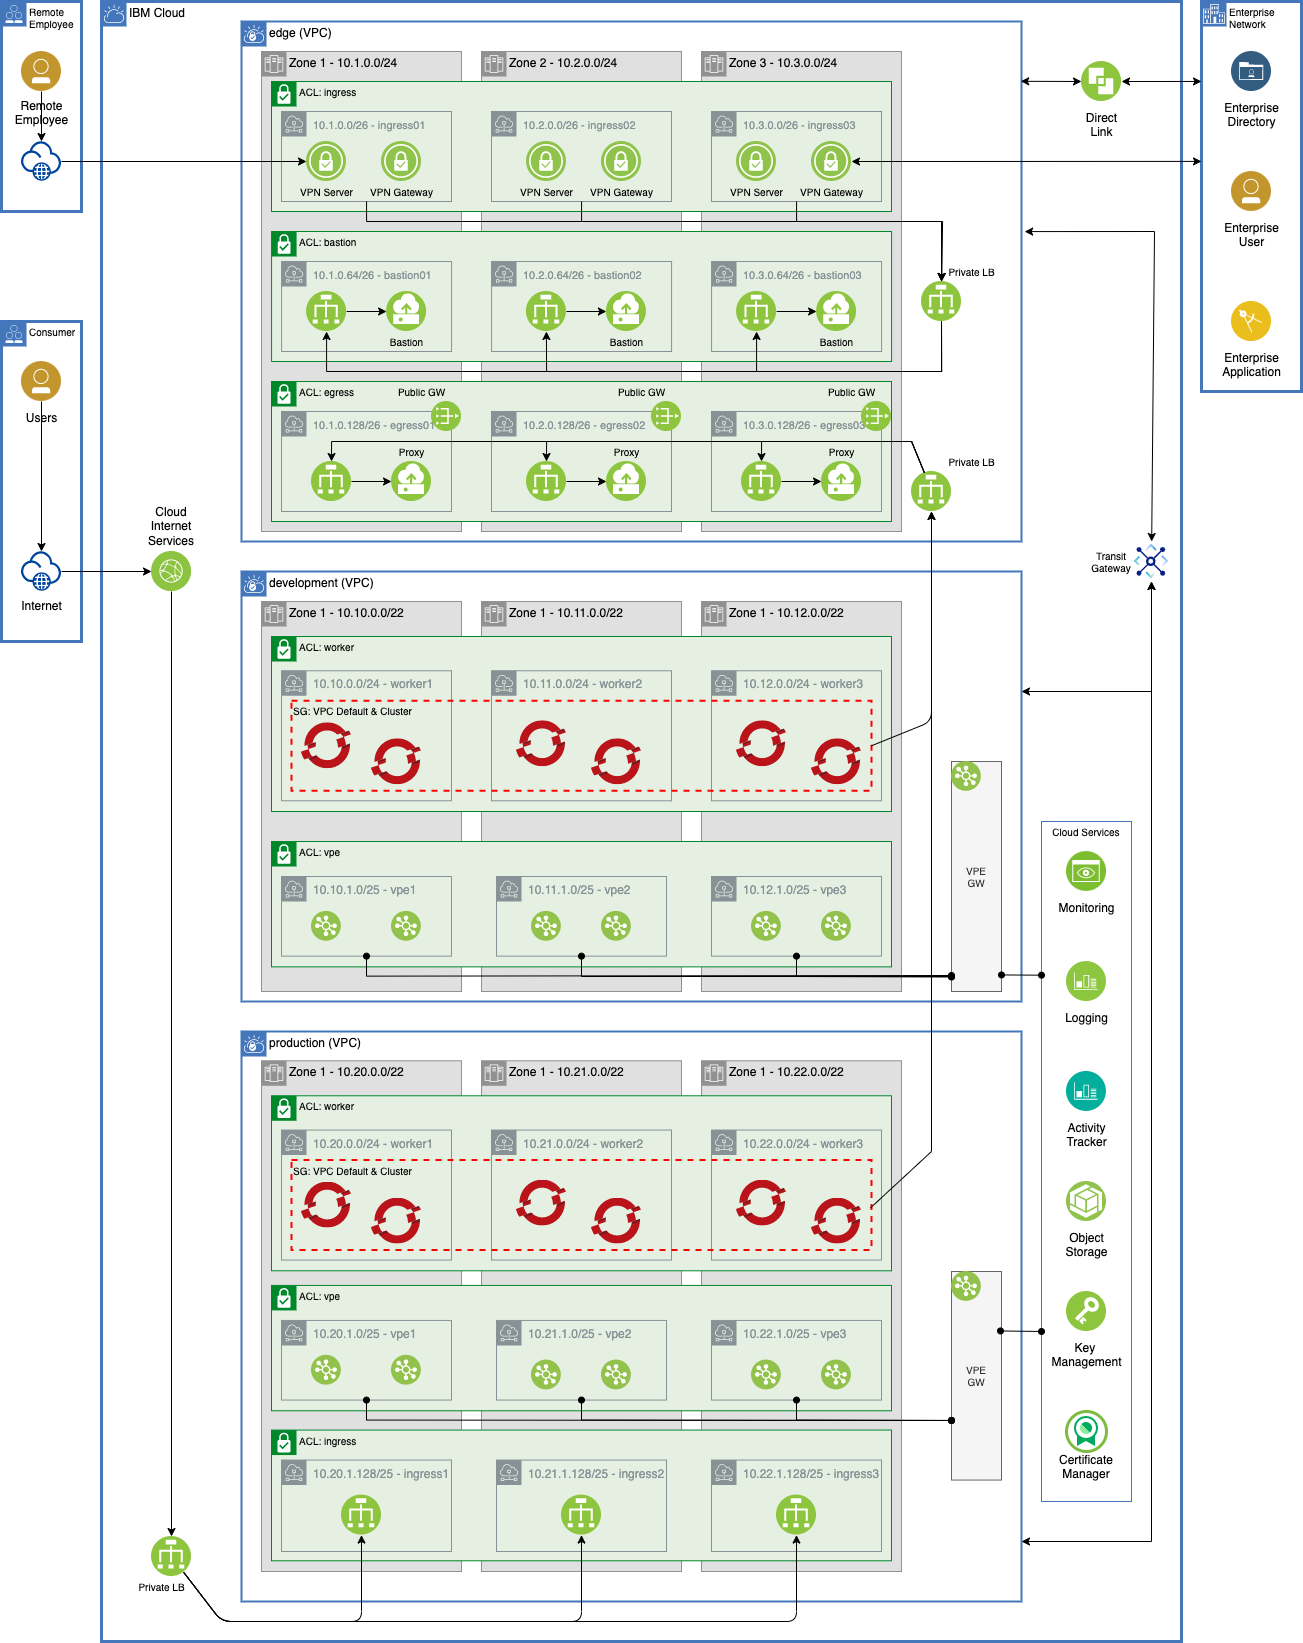 Remote
Employee
Remote
Employee
Consumer
Users
Internet
IBM Cloud
Cloud
Internet
Services
Private LB
edge (VPC)
Zone 1 - 10.1.0.0/24
Zone 2 - 10.2.0.0/24
Zone 3 - 10.3.0.0/24
ACL: ingress
10.1.0.0/26 - ingress01
10.2.0.0/26 - ingress02
10.3.0.0/26 - ingress03
VPN Server
VPN Gateway
VPN Server
VPN Gateway
VPN Server
VPN Gateway
ACL: bastion
10.1.0.64/26 - bastion01
10.2.0.64/26 - bastion02
10.3.0.64/26 - bastion03
Bastion
Bastion
Bastion
Private LB
ACL: egress
Public GW
Public GW
Public GW
10.1.0.128/26 - egress01
10.2.0.128/26 - egress02
10.3.0.128/26 - egress03
Proxy
Proxy
Proxy
Private LB
development (VPC)
Zone 1 - 10.10.0.0/22
Zone 1 - 10.11.0.0/22
Zone 1 - 10.12.0.0/22
ACL: worker
10.10.0.0/24 - worker1
10.11.0.0/24 - worker2
10.12.0.0/24 - worker3
SG: VPC Default & Cluster
ACL: vpe
10.10.1.0/25 - vpe1
10.11.1.0/25 - vpe2
10.12.1.0/25 - vpe3
VPE
GW
production (VPC)
Zone 1 - 10.20.0.0/22
Zone 1 - 10.21.0.0/22
Zone 1 - 10.22.0.0/22
ACL: worker
10.20.0.0/24 - worker1
10.21.0.0/24 - worker2
10.22.0.0/24 - worker3
SG: VPC Default & Cluster
ACL: vpe
10.20.1.0/25 - vpe1
10.21.1.0/25 - vpe2
10.22.1.0/25 - vpe3
VPE
GW
ACL: ingress
10.20.1.128/25 - ingress1
10.21.1.128/25 - ingress2
10.22.1.128/25 - ingress3
Direct
Link
Transit
Gateway
Cloud Services
Monitoring
Logging
Activity
Tracker
Object
Storage
Key
Management
Certificate
Manager
Enterprise
Network
Enterprise
Directory
Enterprise
User
Enterprise
Application